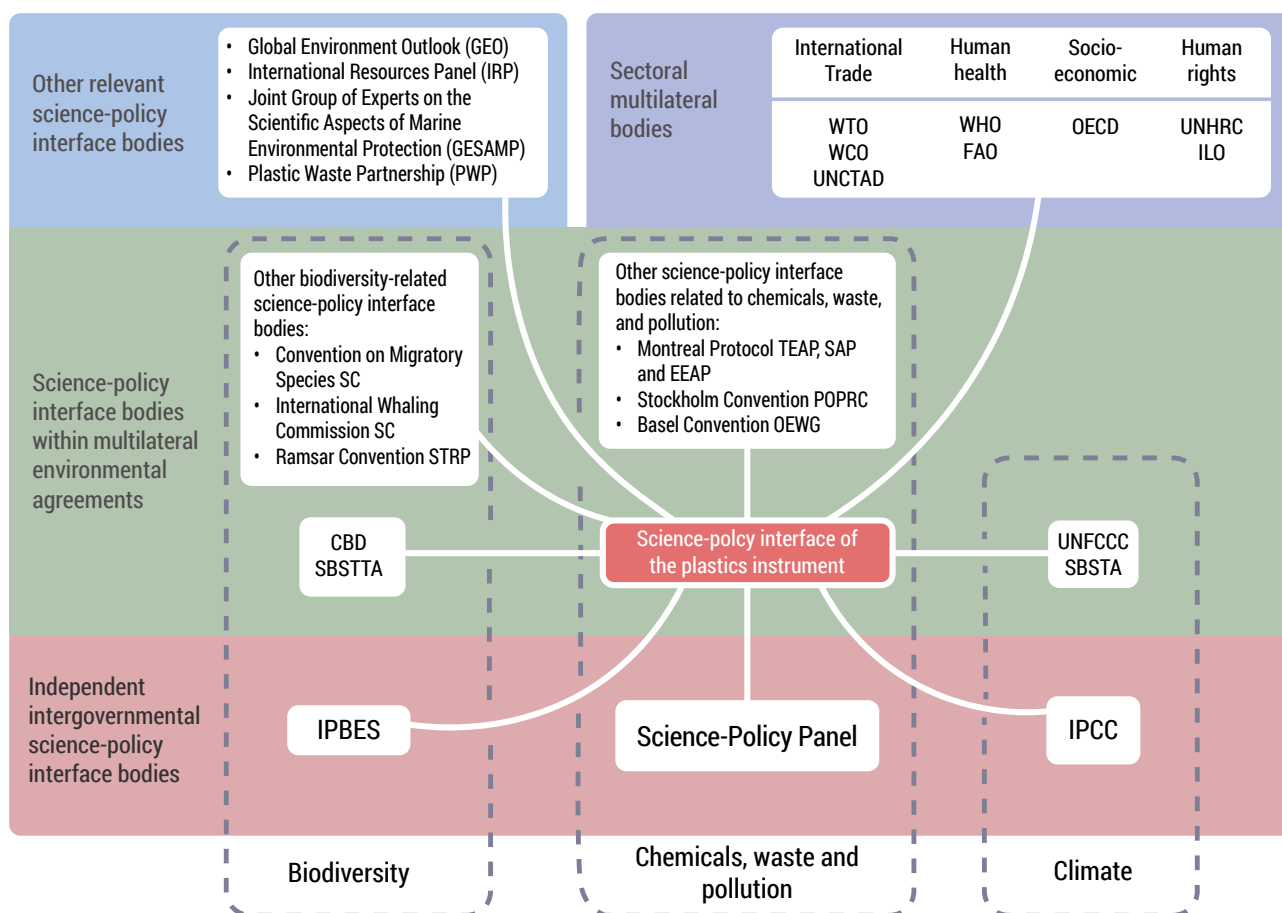 Other relevant
science-policy
interface bodies
• Global Environment Outlook (GEO)
• International Resources Panel (IRP)
• Joint Group of Experts on the
Scientific Aspects of Marine
Environmental Protection (GESAMP)
• Plastic Waste Partnership (PWP)
Sectoral
multilateral
bodies
International
Trade
Human
health
Socio-
economic
Human
rights
WTO
WCO
UNCTAD
WHO
FAO
OECD
UNHRC
ILO
Science-policy
interface bodies
within multilateral
environmental
agreements
Other biodiversity-related
science-policy interface
bodies:
• Convention on Migratory
Species SC
• International Whaling
Commission SC
• Ramsar Convention STRP
Other science-policy interface
bodies related to chemicals, waste,
and pollution:
• Montreal Protocol TEAP, SAP
and EEAP
• Stockholm Convention POPRC
• Basel Convention OEWG
CBD
SBSTTA
Science-polcy interface of
the plastics instrument
UNFCCC
SBSTA
Independent
intergovernmental
science-policy
interface bodies
IPBES
Science-Policy Panel
IPCC
Biodiversity
Chemicals, waste and
pollution
Climate